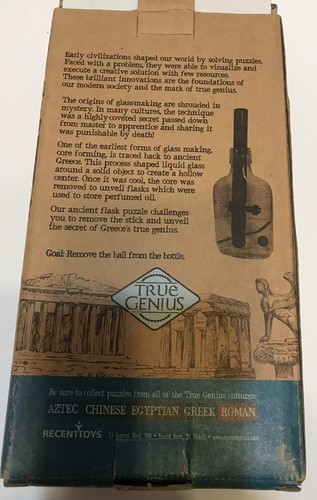 Early civilizations shaped our world by solving puzzles.
Faced with a problem, they were able to visualize and
execute a creative solution with few resources.
These brilliant innovations are the foundations of
our modern society and the mark of true genius.
The origins of glass-making are shrouded in
mystery. In many cultures, the technique
was a highly coveted secret passed down
from master to apprentice and sharing it
was punishable by death!
One of the earliest forms of glass making,
core forming, is traced back to ancient
Greece. This process shaped liquid glass
around a solid object to create a hollow
center. Once it was cool, the core was
removed to unveil flasks which were
used to store perfumed oil.
Our ancient flask puzzle challenges
you to remove the stick and unveil
the secret of Greece's true genius.
Goal: Remove the ball from the bottle.
TRUE
GENIUS
Be sure to collect puzzles from all of the True Genius cultures:
AZTEC CHINESE EGYPTIAN GREEK ROMAN
RECENTTOYS